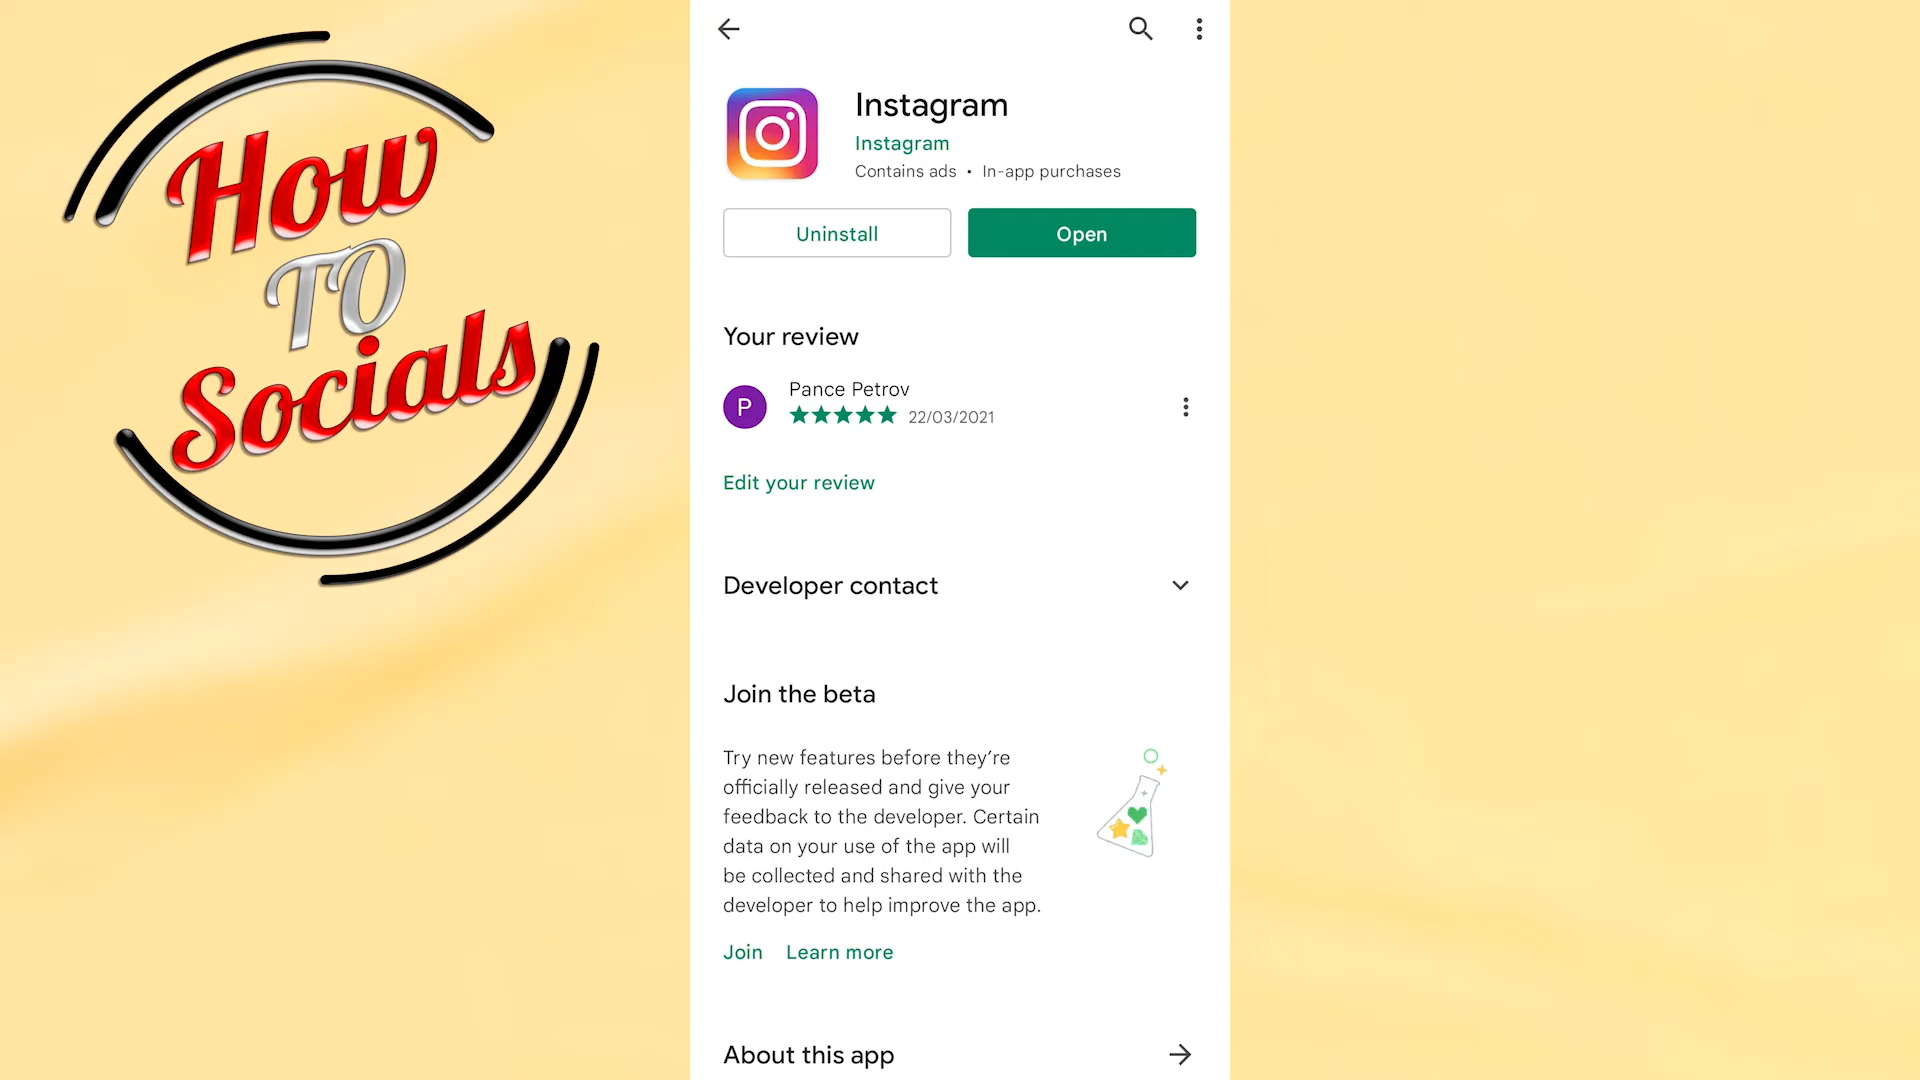 How
TO
Socials
Instagram
Instagram
Contains ads • In-app purchases
Uninstall
Open
Your review
P
Pance Petrov
22/03/2021
Edit your review
Developer contact
Join the beta
Try new features before they're
officially released and give your
feedback to the developer. Certain
data on your use of the app will
be collected and shared with the
developer to help improve the app.
Join
Learn more
About this app